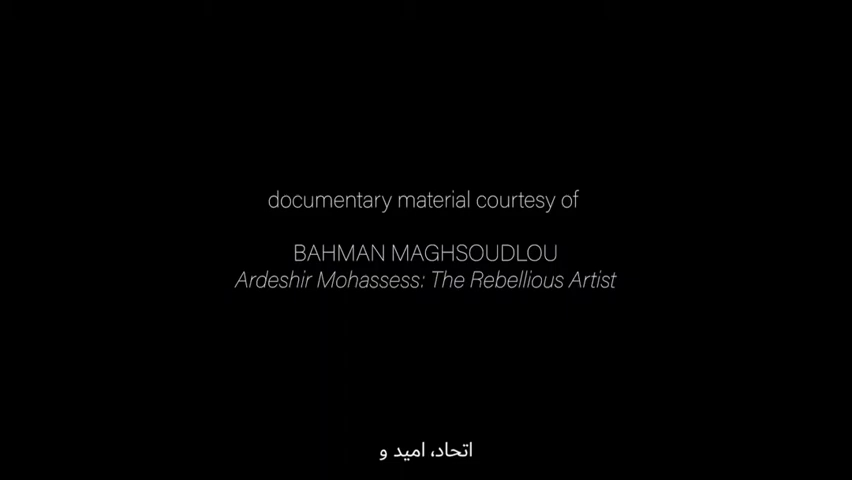 documentary material courtesy of
BAHMAN MAGHSOUDLOU
Ardeshir Mohassess: The Rebellious Artist
اتحاد، امید و